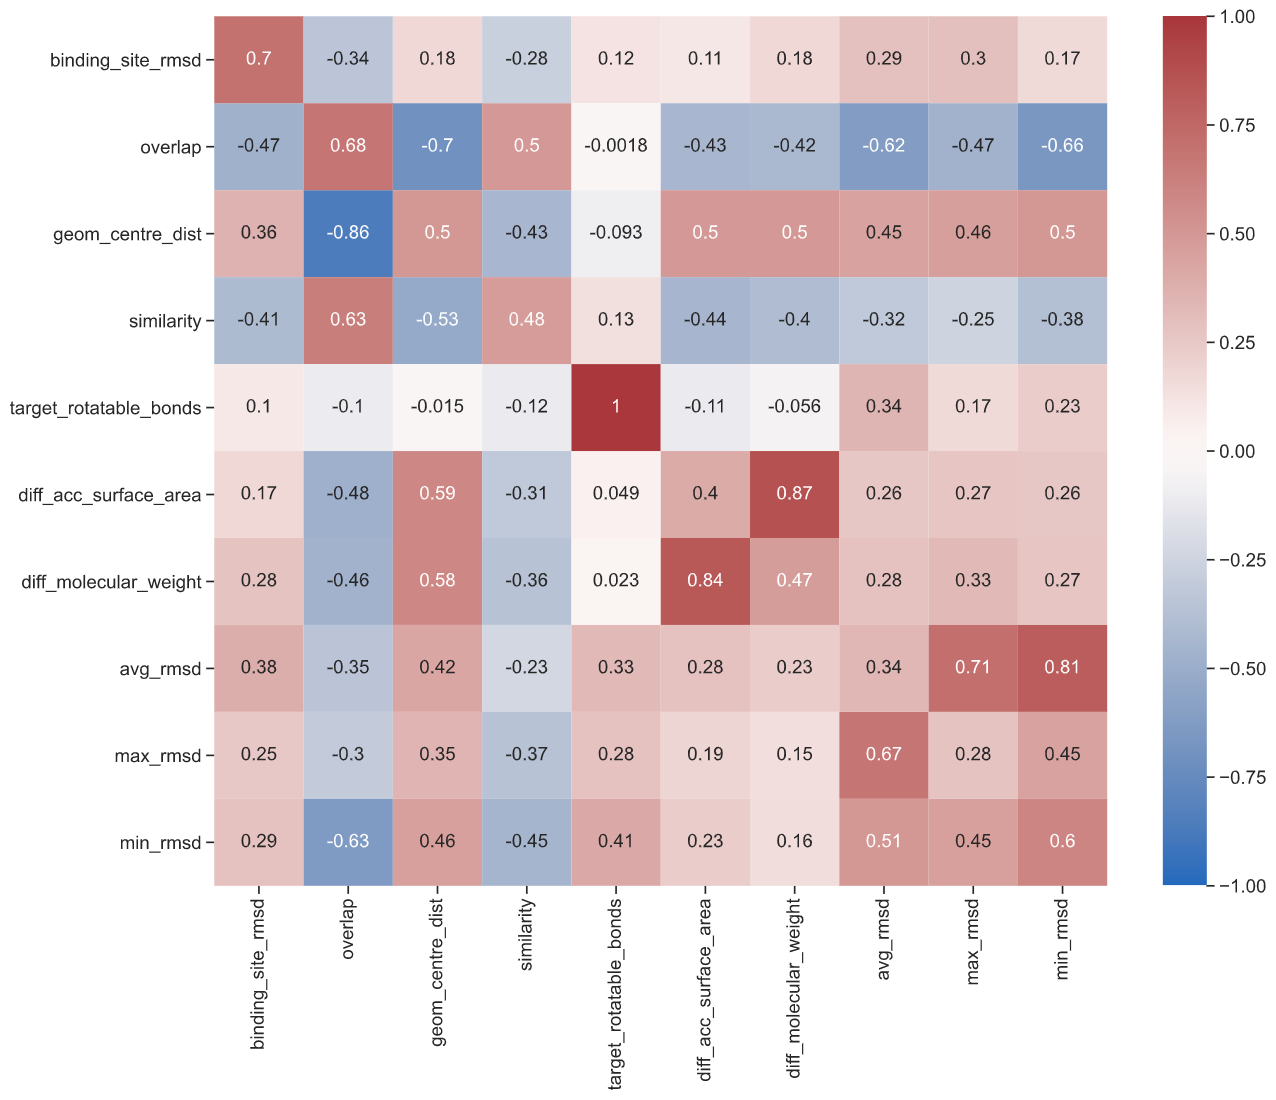 binding_site_rmsd 0.7 -0.34 0.18 -0.28 0.12 0.11 0.18 0.29 0.3 0.17
overlap -0.47 0.68 -0.7 0.5 -0.0018 -0.43 -0.42 -0.62 -0.47 -0.66
geom_centre_dist 0.36 -0.86 0.5 -0.43 -0.093 0.5 0.5 0.45 0.46 0.5
similarity -0.41 0.63 -0.53 0.48 0.13 -0.44 -0.4 -0.32 -0.25 -0.38
target_rotatable_bonds 0.1 -0.1 -0.015 -0.12 1 -0.11 -0.056 0.34 0.17 0.23
diff_acc_surface_area 0.17 -0.48 0.59 -0.31 0.049 0.4 0.87 0.26 0.27 0.26
diff_molecular_weight 0.28 -0.46 0.58 -0.36 0.023 0.84 0.47 0.28 0.33 0.27
avg_rmsd 0.38 -0.35 0.42 -0.23 0.33 0.28 0.23 0.34 0.71 0.81
max_rmsd 0.25 -0.3 0.35 -0.37 0.28 0.19 0.15 0.67 0.28 0.45
min_rmsd 0.29 -0.63 0.46 -0.45 0.41 0.23 0.16 0.51 0.45 0.6
binding_site_rmsd
overlap
geom_centre_dist
similarity
target_rotatable_bonds
diff_acc_surface_area
diff_molecular_weight
avg_rmsd
max_rmsd
min_rmsd
1.00
0.75
0.50
0.25
0.00
−0.25
−0.50
−0.75
−1.00